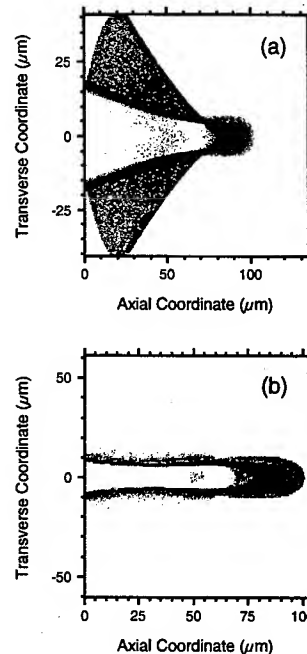 (a)
Transverse Coordinate (μm)
25
0
-25
0 50 100
Axial Coordinate (μm)
(b)
Transverse Coordinate (μm)
50
0
-50
0 25 50 75 100
Axial Coordinate (μm)